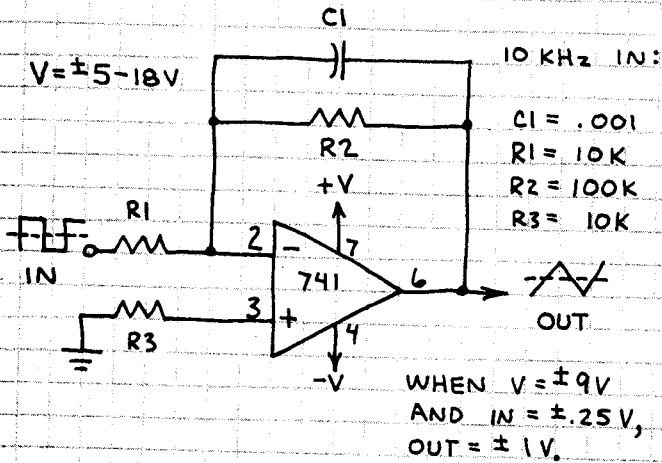 C1
10 KHz IN:
V=±5-18V
C1 = .001
R1 = 10K
R2 = 100K
R3 = 10K
R2
+V
R1
2 -
7
IN
741
6
3 +
4
OUT
R3
-V
WHEN V = ±9V
AND IN = ±.25V,
OUT = ±1V.